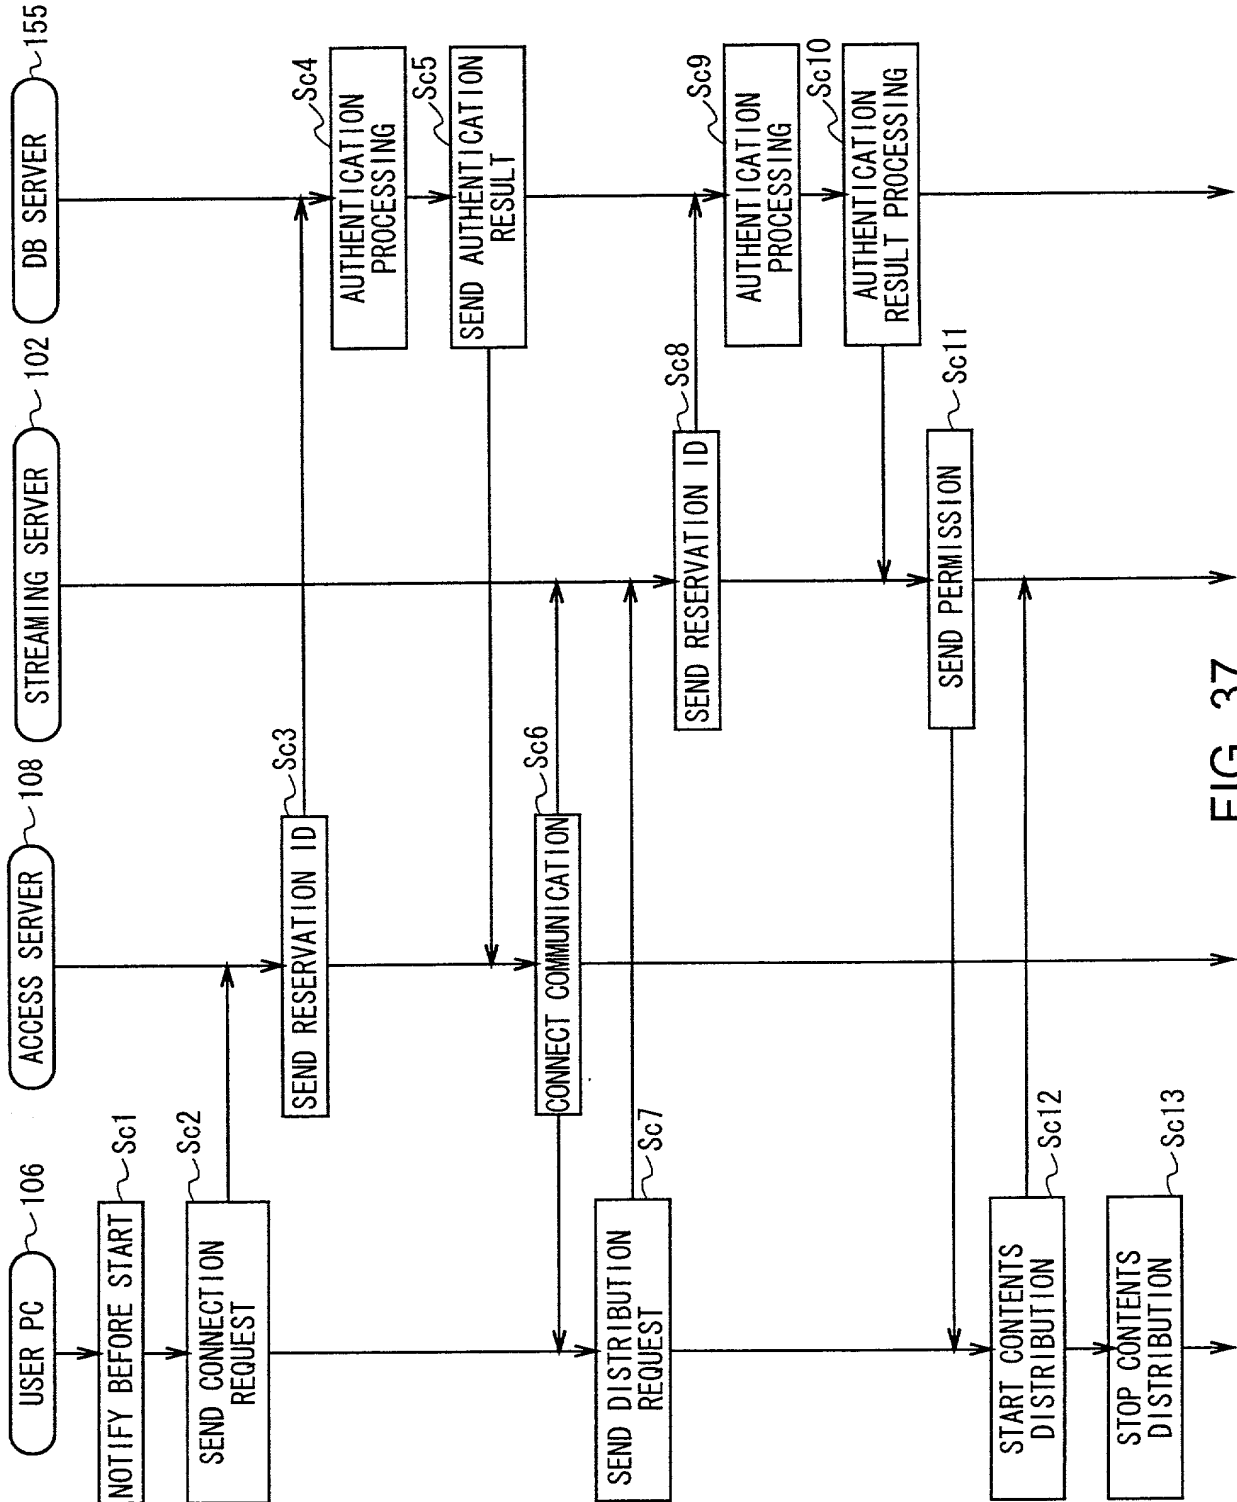 USER PC
106
ACCESS SERVER
108
STREAMING SERVER
102
DB SERVER
155
NOTIFY BEFORE START
Sc1
SEND CONNECTION
REQUEST
Sc2
SEND RESERVATION ID
Sc3
AUTHENTICATION
PROCESSING
Sc4
SEND AUTHENTICATION
RESULT
Sc5
CONNECT COMMUNICATION
Sc6
SEND DISTRIBUTION
REQUEST
Sc7
SEND RESERVATION ID
Sc8
AUTHENTICATION
PROCESSING
Sc9
AUTHENTICATION
RESULT PROCESSING
Sc10
SEND PERMISSION
Sc11
START CONTENTS
DISTRIBUTION
Sc12
STOP CONTENTS
DISTRIBUTION
Sc13
FIG. 37